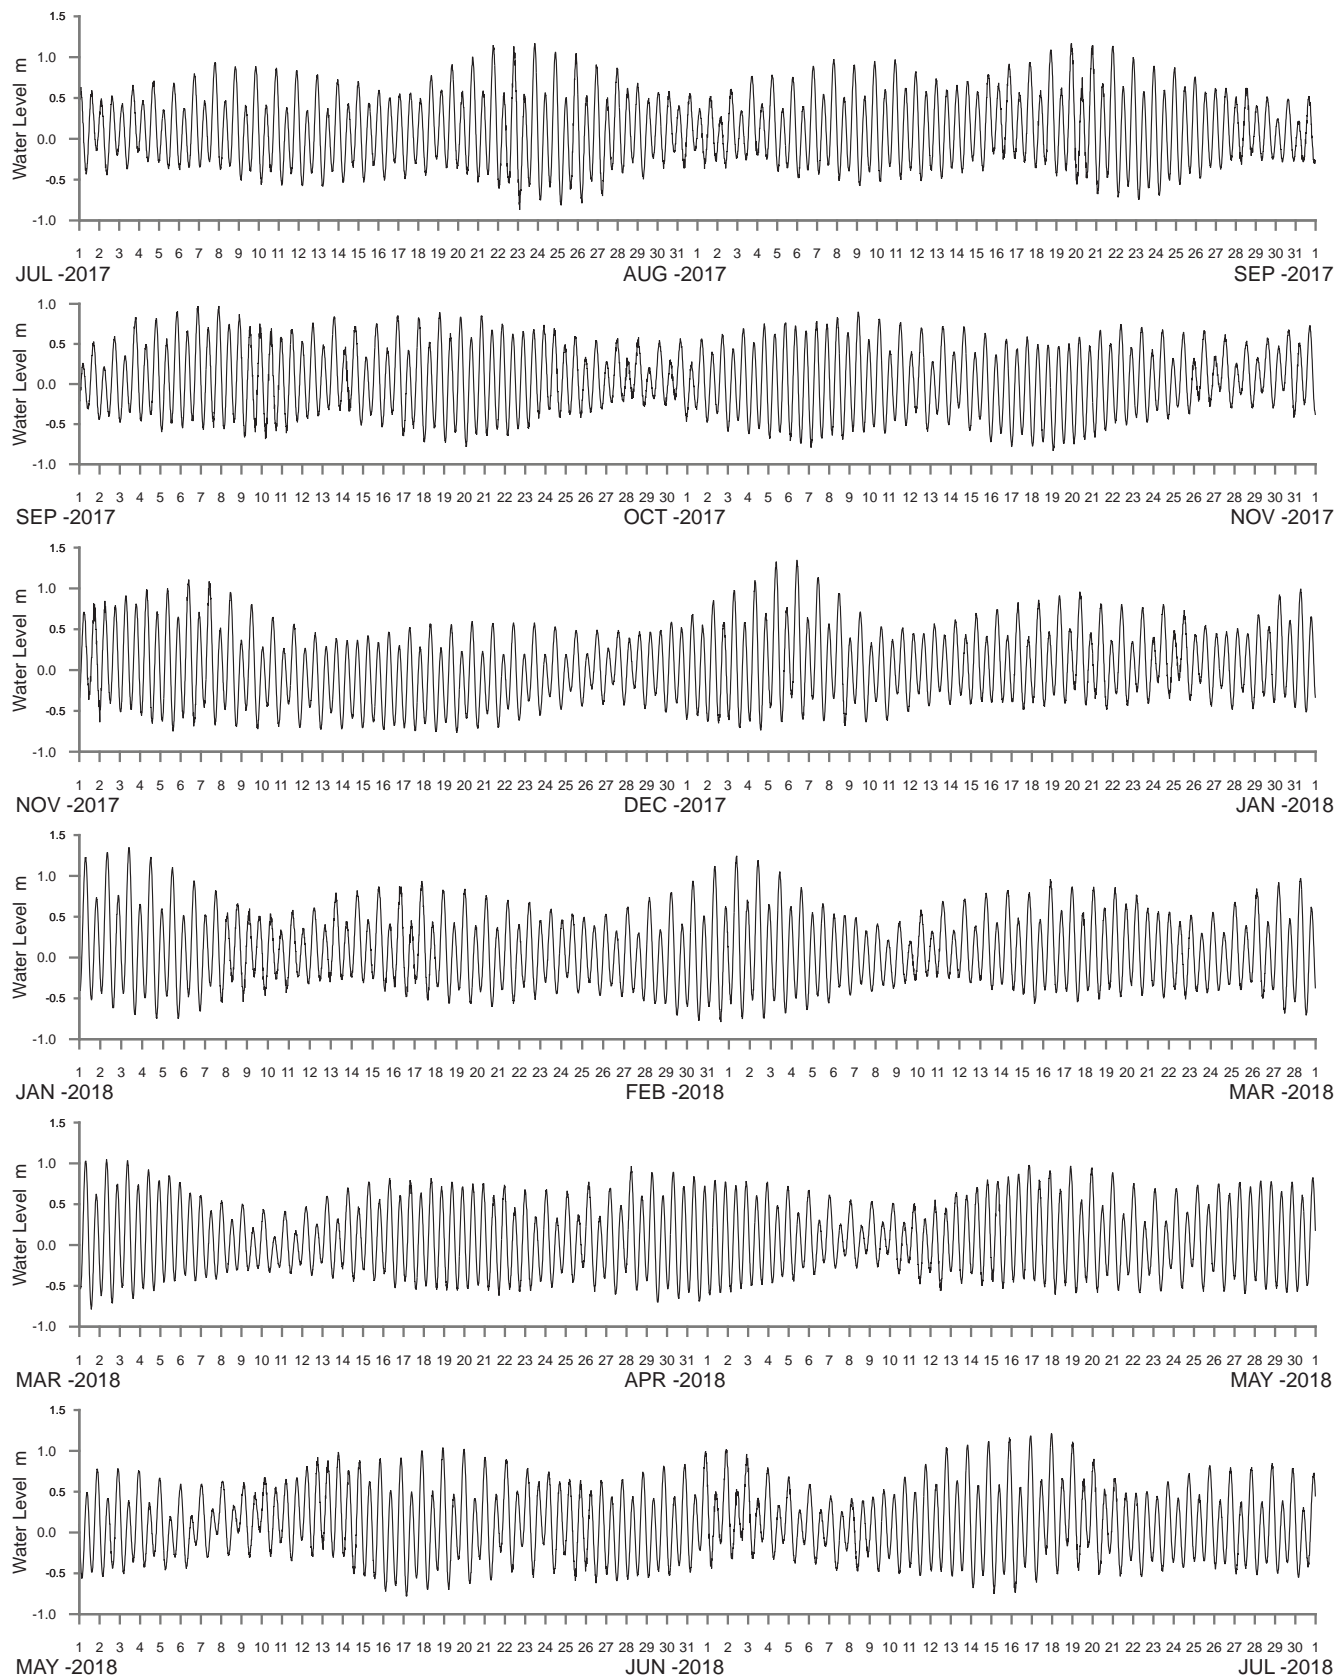 1.5
1.0
0.5
0.0
-0.5
-1.0
Water Level m
1 2 3 4 5 6 7 8 9 10 11 12 13 14 15 16 17 18 19 20 21 22 23 24 25 26 27 28 29 30 31 1 2 3 4 5 6 7 8 9 10 11 12 13 14 15 16 17 18 19 20 21 22 23 24 25 26 27 28 29 30 31 1
JUL -2017 AUG -2017 SEP -2017
1.0
0.5
0.0
-0.5
-1.0
Water Level m
1 2 3 4 5 6 7 8 9 10 11 12 13 14 15 16 17 18 19 20 21 22 23 24 25 26 27 28 29 30 1 2 3 4 5 6 7 8 9 10 11 12 13 14 15 16 17 18 19 20 21 22 23 24 25 26 27 28 29 30 31 1
SEP -2017 OCT -2017 NOV -2017
1.5
1.0
0.5
0.0
-0.5
-1.0
Water Level m
1 2 3 4 5 6 7 8 9 10 11 12 13 14 15 16 17 18 19 20 21 22 23 24 25 26 27 28 29 30 1 2 3 4 5 6 7 8 9 10 11 12 13 14 15 16 17 18 19 20 21 22 23 24 25 26 27 28 29 30 31 1
NOV -2017 DEC -2017 JAN -2018
1.5
1.0
0.5
0.0
-0.5
-1.0
Water Level m
1 2 3 4 5 6 7 8 9 10 11 12 13 14 15 16 17 18 19 20 21 22 23 24 25 26 27 28 29 30 31 1 2 3 4 5 6 7 8 9 10 11 12 13 14 15 16 17 18 19 20 21 22 23 24 25 26 27 28 1
JAN -2018 FEB -2018 MAR -2018
1.5
1.0
0.5
0.0
-0.5
-1.0
Water Level m
1 2 3 4 5 6 7 8 9 10 11 12 13 14 15 16 17 18 19 20 21 22 23 24 25 26 27 28 29 30 31 1 2 3 4 5 6 7 8 9 10 11 12 13 14 15 16 17 18 19 20 21 22 23 24 25 26 27 28 29 30 1
MAR -2018 APR -2018 MAY -2018
1.5
1.0
0.5
0.0
-0.5
-1.0
Water Level m
1 2 3 4 5 6 7 8 9 10 11 12 13 14 15 16 17 18 19 20 21 22 23 24 25 26 27 28 29 30 31 1 2 3 4 5 6 7 8 9 10 11 12 13 14 15 16 17 18 19 20 21 22 23 24 25 26 27 28 29 30 1
MAY -2018 JUN -2018 JUL -2018